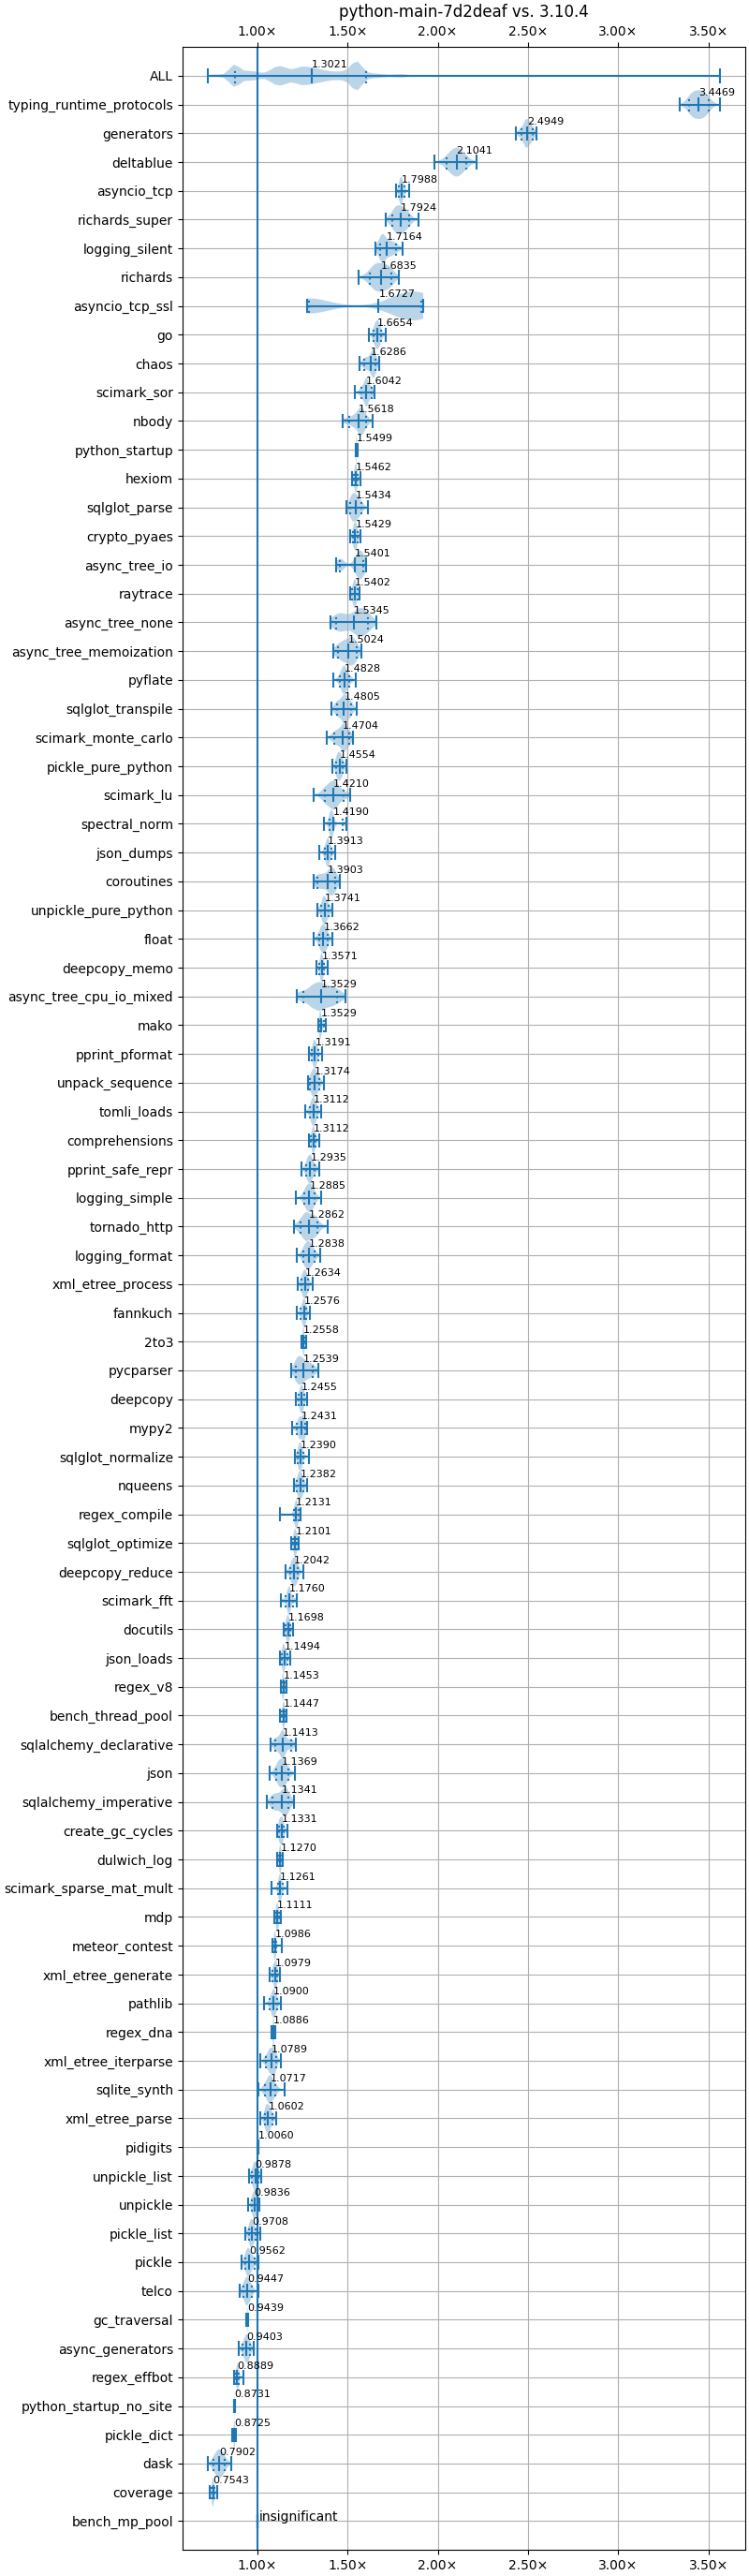 python-main-7d2deaf vs. 3.10.4
1.00× 1.50× 2.00× 2.50× 3.00× 3.50×
ALL 1.3021
typing_runtime_protocols 3.4469
generators 2.4949
deltablue 2.1041
asyncio_tcp 1.7988
richards_super 1.7924
logging_silent 1.7164
richards 1.6835
asyncio_tcp_ssl 1.6727
go 1.6654
chaos 1.6286
scimark_sor 1.6042
nbody 1.5618
python_startup 1.5499
hexiom 1.5462
sqlglot_parse 1.5434
crypto_pyaes 1.5429
async_tree_io 1.5401
raytrace 1.5402
async_tree_none 1.5345
async_tree_memoization 1.5024
pyflate 1.4828
sqlglot_transpile 1.4805
scimark_monte_carlo 1.4704
pickle_pure_python 1.4554
scimark_lu 1.4210
spectral_norm 1.4190
json_dumps 1.3913
coroutines 1.3903
unpickle_pure_python 1.3741
float 1.3662
deepcopy_memo 1.3571
async_tree_cpu_io_mixed 1.3529
mako 1.3529
pprint_pformat 1.3191
unpack_sequence 1.3174
tomli_loads 1.3112
comprehensions 1.3112
pprint_safe_repr 1.2935
logging_simple 1.2885
tornado_http 1.2862
logging_format 1.2838
xml_etree_process 1.2634
fannkuch 1.2576
2to3 1.2558
pycparser 1.2539
deepcopy 1.2455
mypy2 1.2431
sqlglot_normalize 1.2390
nqueens 1.2382
regex_compile 1.2131
sqlglot_optimize 1.2101
deepcopy_reduce 1.2042
scimark_fft 1.1760
docutils 1.1698
json_loads 1.1494
regex_v8 1.1453
bench_thread_pool 1.1447
sqlalchemy_declarative 1.1413
json 1.1369
sqlalchemy_imperative 1.1341
create_gc_cycles 1.1331
dulwich_log 1.1270
scimark_sparse_mat_mult 1.1261
mdp 1.1111
meteor_contest 1.0986
xml_etree_generate 1.0979
pathlib 1.0900
regex_dna 1.0886
xml_etree_iterparse 1.0789
sqlite_synth 1.0717
xml_etree_parse 1.0602
pidigits 1.0060
unpickle_list 0.9878
unpickle 0.9836
pickle_list 0.9708
pickle 0.9562
telco 0.9447
gc_traversal 0.9439
async_generators 0.9403
regex_effbot 0.8889
python_startup_no_site 0.8731
pickle_dict 0.8725
dask 0.7902
coverage 0.7543
bench_mp_pool insignificant
1.00× 1.50× 2.00× 2.50× 3.00× 3.50×